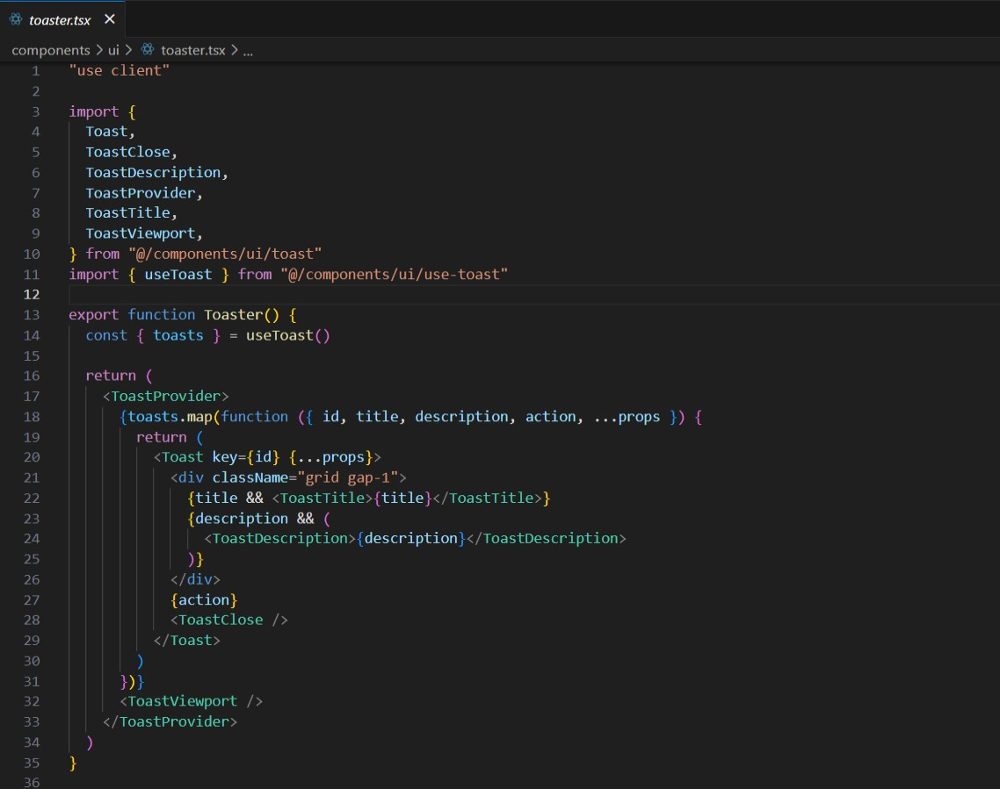 toaster.tsx ✕
components > ui > toaster.tsx > ...
1 "use client"
2
3 import {
4   Toast,
5   ToastClose,
6   ToastDescription,
7   ToastProvider,
8   ToastTitle,
9   ToastViewport,
10 } from "@/components/ui/toast"
11 import { useToast } from "@/components/ui/use-toast"
12
13 export function Toaster() {
14   const { toasts } = useToast()
15
16   return (
17     <ToastProvider>
18       {toasts.map(function ({ id, title, description, action, ...props }) {
19         return (
20           <Toast key={id} {...props}>
21             <div className="grid gap-1">
22               {title && <ToastTitle>{title}</ToastTitle>}
23               {description && (
24                 <ToastDescription>{description}</ToastDescription>
25               )}
26             </div>
27             {action}
28             <ToastClose />
29           </Toast>
30         )
31       })}
32       <ToastViewport />
33     </ToastProvider>
34   )
35 }
36